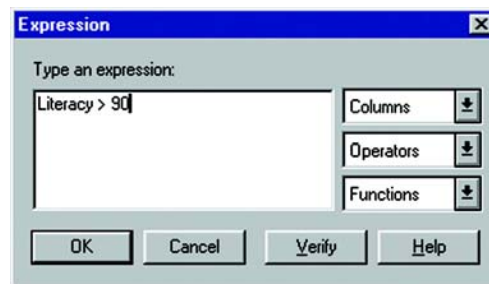 Expression
Type an expression:
Literacy > 90
Columns
Operators
Functions
OK Cancel Verify Help